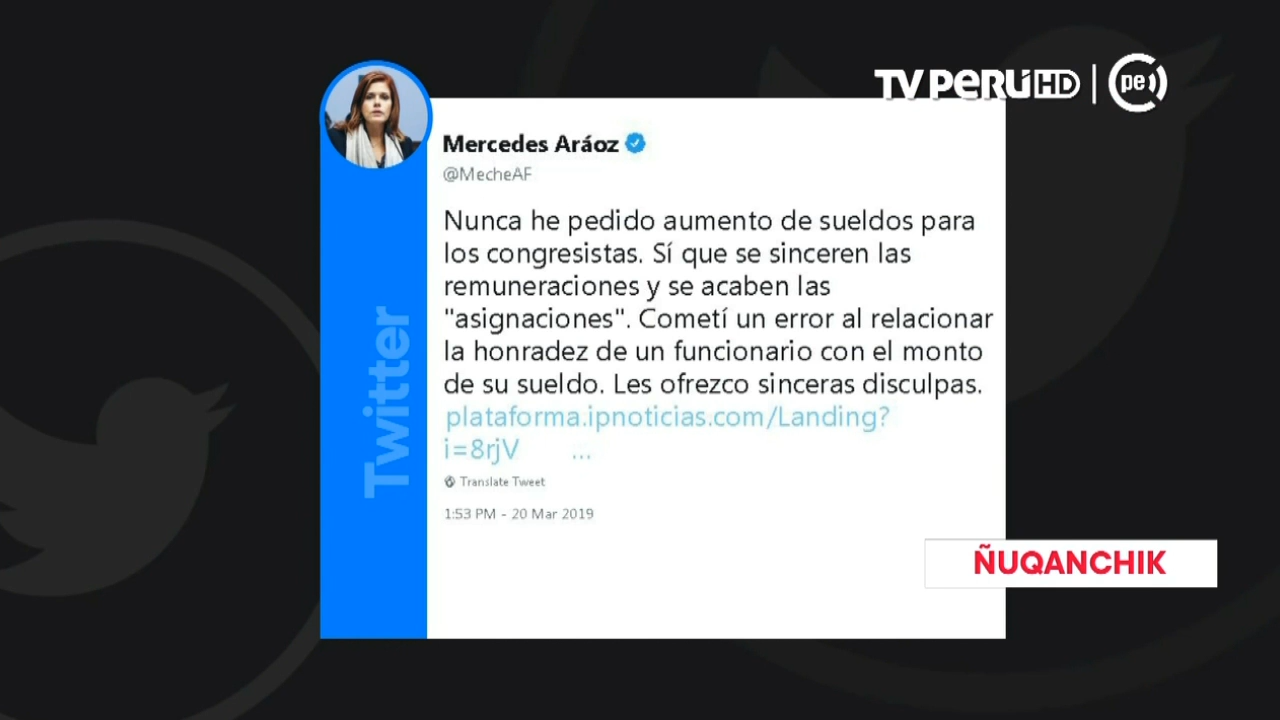 TVPERÚHD | pe
Mercedes Aráoz
@MecheAF
Nunca he pedido aumento de sueldos para
los congresistas. Sí que se sinceren las
remuneraciones y se acaben las
"asignaciones". Cometí un error al relacionar
la honradez de un funcionario con el monto
de su sueldo. Les ofrezco sinceras disculpas.
plataforma.ipnoticias.com/Landing?
i=8rjV ...
Translate Tweet
1:53 PM - 20 Mar 2019
Twitter
ÑUQANCHIK